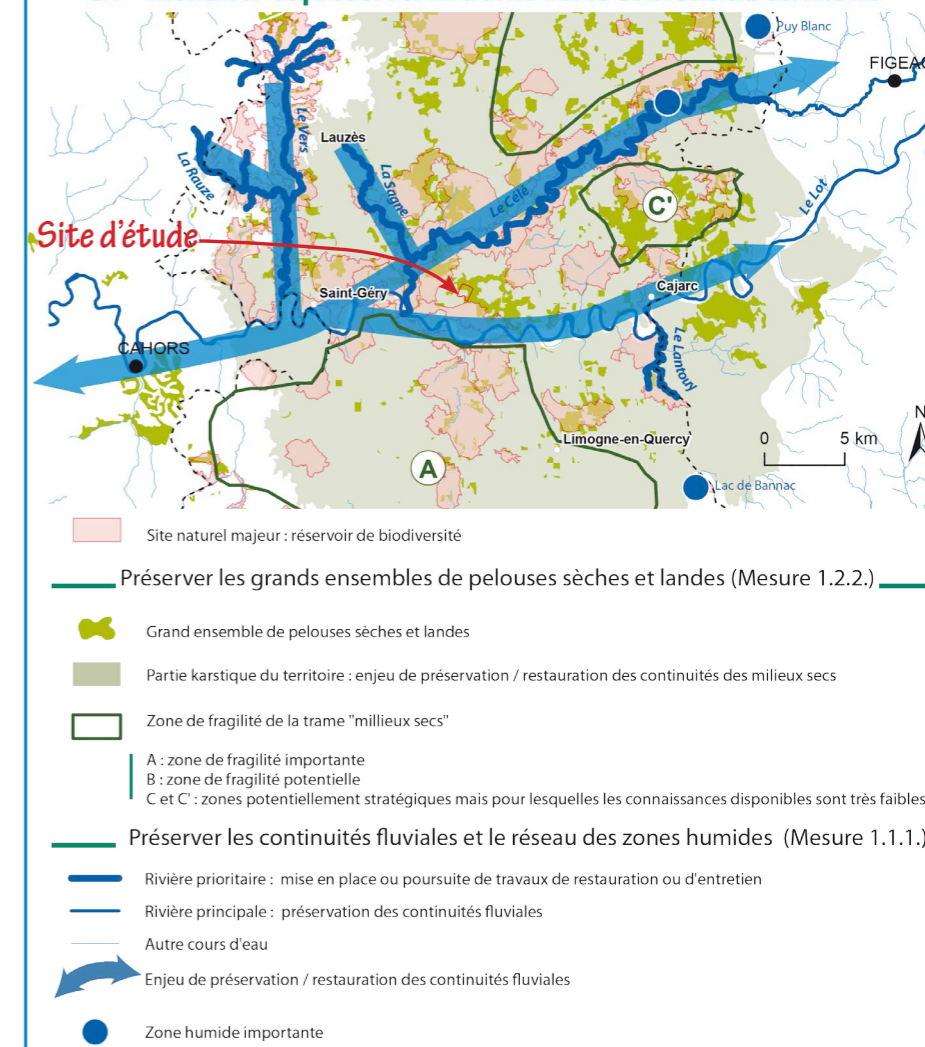 Puy Blanc
FIGEAC
Lauzès
Le Vers
La Rauze
La Sagne
Le Célé
C'
Le Lot
Site d'étude
Saint-Géry
Cajarc
CAHORS
Le Lantouy
Limogne-en-Quercy
0 5 km
N
A
Lac de Bannac
Site naturel majeur : réservoir de biodiversité
Préserver les grands ensembles de pelouses sèches et landes (Mesure 1.2.2.)
Grand ensemble de pelouses sèches et landes
Partie karstique du territoire : enjeu de préservation / restauration des continuités des milieux secs
Zone de fragilité de la trame "millieux secs"
A : zone de fragilité importante
B : zone de fragilité potentielle
C et C' : zones potentiellement stratégiques mais pour lesquelles les connaissances disponibles sont très faibles
Préserver les continuités fluviales et le réseau des zones humides (Mesure 1.1.1.)
Rivière prioritaire : mise en place ou poursuite de travaux de restauration ou d'entretien
Rivière principale : préservation des continuités fluviales
Autre cours d'eau
Enjeu de préservation / restauration des continuités fluviales
Zone humide importante